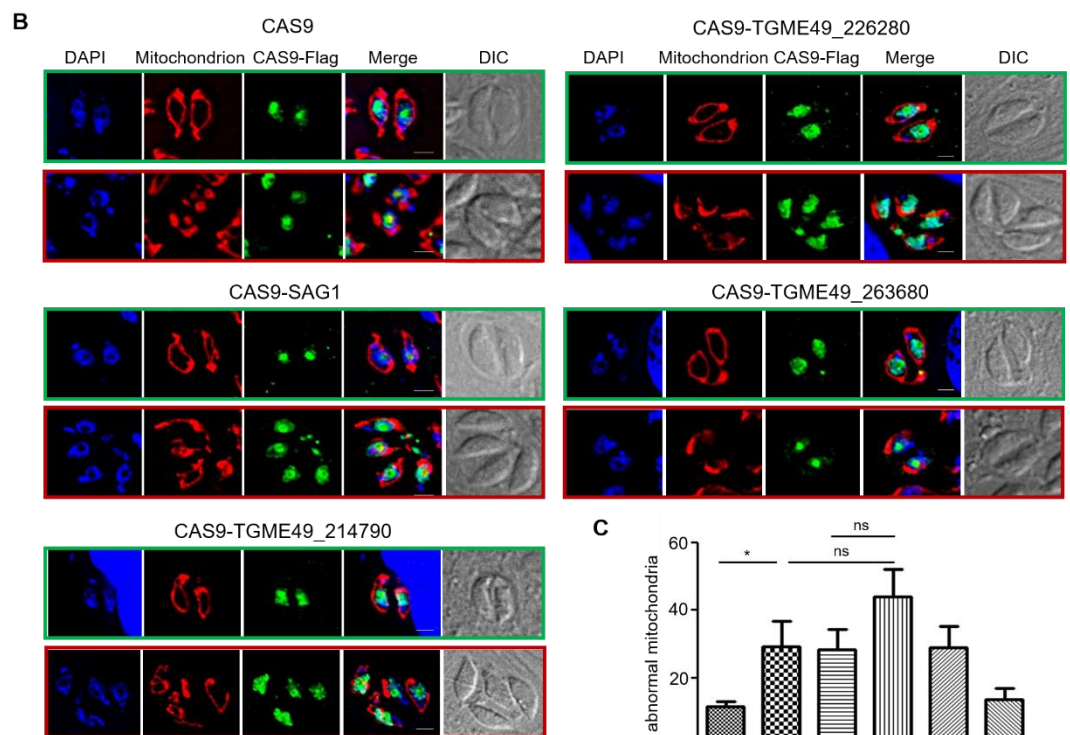 B
CAS9
DAPI Mitochondrion CAS9-Flag Merge DIC
CAS9-TGME49_226280
DAPI Mitochondrion CAS9-Flag Merge DIC
CAS9-SAG1
CAS9-TGME49_263680
CAS9-TGME49_214790
C
abnormal mitochondria
60
40
20
*
ns
ns